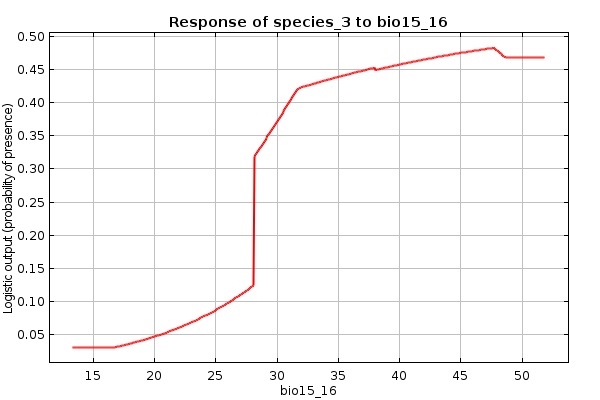 Response of species_3 to bio15_16
Logistic output (probability of presence)
0.50
0.45
0.40
0.35
0.30
0.25
0.20
0.15
0.10
0.05
15 20 25 30 35 40 45 50
bio15_16